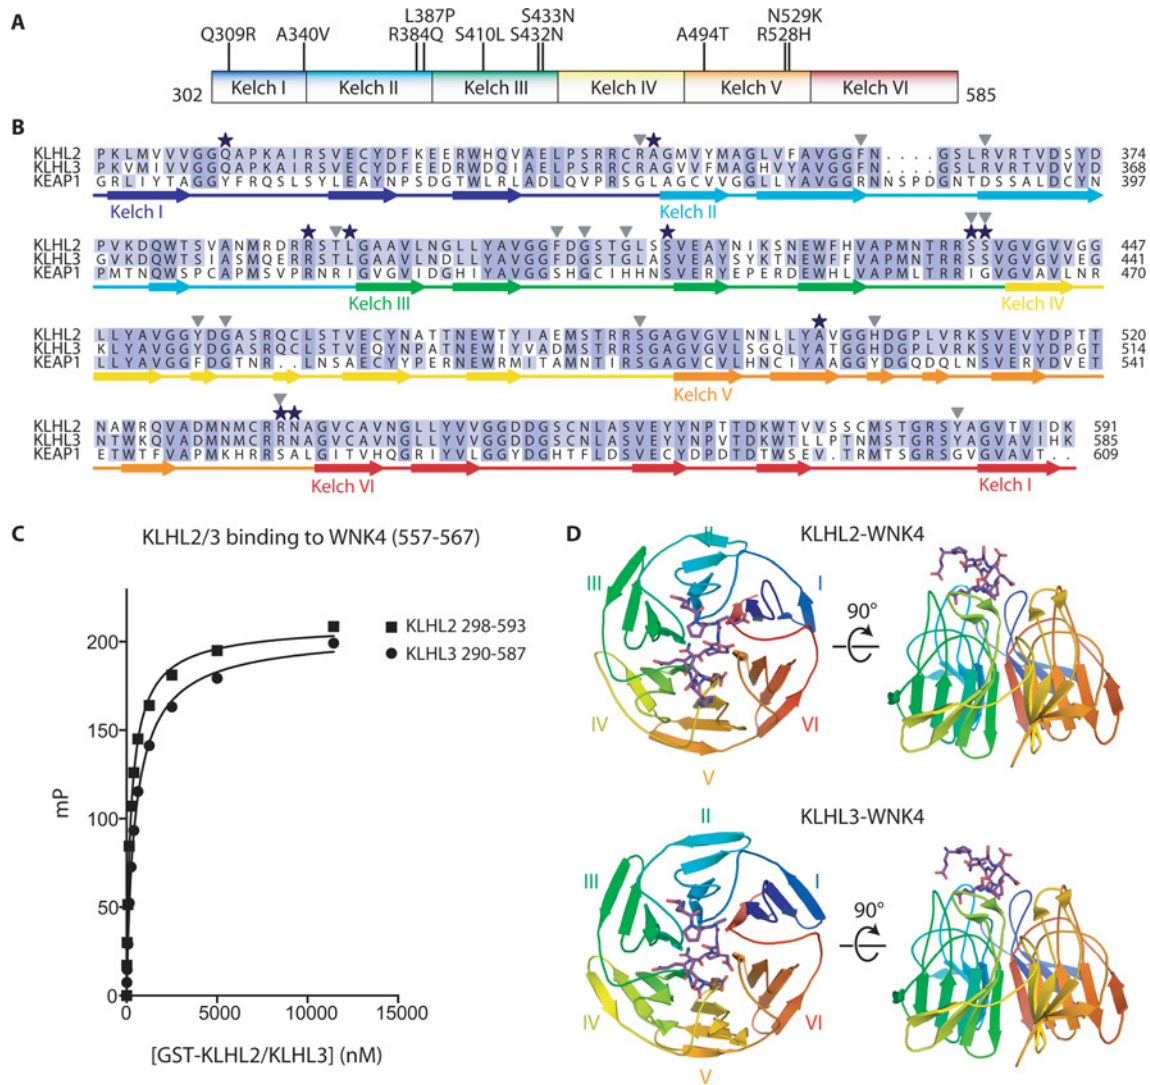 A
Q309R A340V L387P R384Q S410L S433N S432N A494T N529K R528H
302 Kelch I Kelch II Kelch III Kelch IV Kelch V Kelch VI 585
B
KLHL2 PKLMVVVGGQAPKAIRSVECYDFKEERWHQVAELPSRRCRAGMVYMAGLVFAVGGFN....GSLRVRTVDSYD 374
KLHL3 PKVMIVVGGQAPKAIRSVECYDFEEDRWDQIAELPSRRCRAGVVFMAGHVYAVGGFN....GSLRVRTVDVYD 368
KEAP1 GRLIYTAGGYFRQSLSYLEAYNPSDGTWLRLADLQVPRSGLAGCVVGGLLYAVGGRNNSPDGNTDSSALDCYN 397
Kelch I Kelch II
KLHL2 PVKDQWTSVANMRDRRSTLGAAVLNGLLYAVGGFDGSTGLSSVEAYNIKSNEWFHVAPMNTRRSSVGVGVVGG 447
KLHL3 GVKDQWTSIASMQERRSTLGAAVLNDLLYAVGGFDGSTGLASVEAYSYKTNEWFFVAPMNTRRSSVGVGVVEG 441
KEAP1 PMTNQWSPCAPMSVPRNRIGVGVIDGHIYAVGGSHGCIHHNSVERYEPERDEWHLVAPMLTRRIGVGVAVLNR 470
Kelch III Kelch IV
KLHL2 LLYAVGGYDGASRQCLSTVECYNATTNEWTYIAEMSTRRSGAGVGVLNNLLYAVGGHDGPLVRKSVEVYDPTT 520
KLHL3 KLYAVGGYDGASRQCLSTVEQYNPATNEWIYVADMSTRRSGAGVGVLSGQLYATGGHDGPLVRKSVEVYDPGT 514
KEAP1 LLYAVGGFDGTNR..LNSAECYYPERNEWRMITAMNTIRSGAGVCVLHNCIYAAGGYDGQDQLNSVERYDVET 541
Kelch V
KLHL2 NAWRQVADMNMCRRNAGVCAVNGLLYVVGGDDGSCNLASVEYYNPTTDKWTVVSSCMSTGRSYAGVTVIDK 591
KLHL3 NTWKQVADMNMCRRNAGVCAVNGLLYVVGGDDGSCNLASVEYYNPTTDKWTLLPTNMSTGRSYAGVAVIHK 585
KEAP1 ETWTFVAPMKHRRSALGITVHQGRIYVLGGYDGHTFLDSVECYDPDTDTWSEV.TRMTSGRSGVGVAVT.. 609
Kelch VI Kelch I
C
KLHL2/3 binding to WNK4 (557-567)
200
150
100
50
0
mP
0 5000 10000 15000
[GST-KLHL2/KLHL3] (nM)
KLHL2 298-593
KLHL3 290-587
D
KLHL2-WNK4
II
III
I
IV
VI
V
90°
KLHL3-WNK4
II
III
I
IV
VI
V
90°